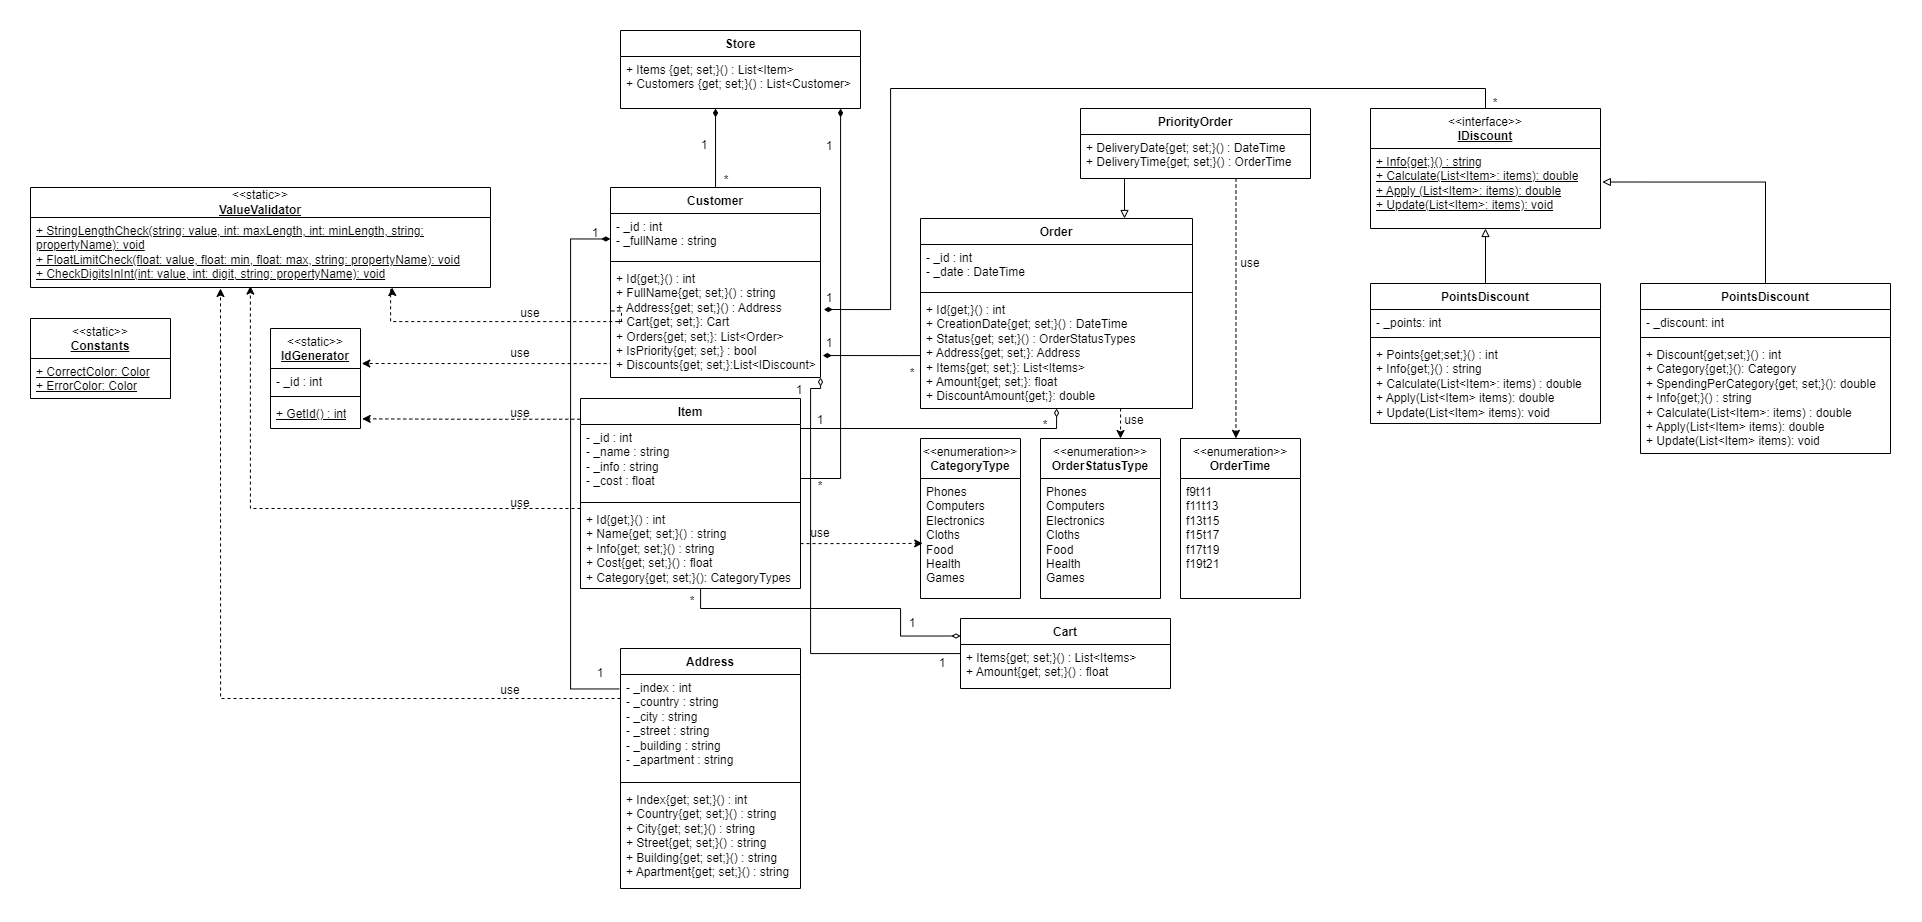 Store
+ Items {get; set;}() : List<Item>
+ Customers {get; set;}() : List<Customer>
1
*
1
*
<<interface>>
IDiscount
+ Info{get;}() : string
+ Calculate(List<Item>: items): double
+ Apply (List<Item>: items): double
+ Update(List<Item>: items): void
PriorityOrder
+ DeliveryDate{get; set;}() : DateTime
+ DeliveryTime{get; set;}() : OrderTime
use
<<static>>
ValueValidator
+ StringLengthCheck(string: value, int: maxLength, int: minLength, string:
propertyName): void
+ FloatLimitCheck(float: value, float: min, float: max, string: propertyName): void
+ CheckDigitsInInt(int: value, int: digit, string: propertyName): void
Customer
- _id : int
- _fullName : string
+ Id{get;}() : int
+ FullName{get; set;}() : string
+ Address{get; set;}() : Address
+ Cart{get; set;}: Cart
+ Orders{get; set;}: List<Order>
+ IsPriority{get; set;} : bool
+ Discounts{get; set;}:List<IDiscount>
1
1
1
*
1
use
use
use
Order
- _id : int
- _date : DateTime
+ Id{get;}() : int
+ CreationDate{get; set;}() : DateTime
+ Status{get; set;}() : OrderStatusTypes
+ Address{get; set;}: Address
+ Items{get; set;}: List<Items>
+ Amount{get; set;}: float
+ DiscountAmount{get;}: double
1
*
use
PointsDiscount
- _points: int
+ Points{get;set;}() : int
+ Info{get;}() : string
+ Calculate(List<Item>: items) : double
+ Apply(List<Item> items): double
+ Update(List<Item> items): void
PointsDiscount
- _discount: int
+ Discount{get;set;}() : int
+ Category{get; set;}: Category
+ SpendingPerCategory{get; set;}(): double
+ Info{get;}() : string
+ Calculate(List<Item>: items) : double
+ Apply(List<Item> items): double
+ Update(List<Item> items): void
<<static>>
Constants
+ CorrectColor: Color
+ ErrorColor: Color
<<static>>
IdGenerator
- _id : int
+ GetId() : int
Item
- _id : int
- _name : string
- _info : string
- _cost : float
+ Id{get;}() : int
+ Name{get; set;}() : string
+ Info{get; set;}() : string
+ Cost{get; set;}() : float
+ Category{get; set;}(): CategoryTypes
*
use
use
<<enumeration>>
CategoryType
Phones
Computers
Electronics
Cloths
Food
Health
Games
<<enumeration>>
OrderStatusType
Phones
Computers
Electronics
Cloths
Food
Health
Games
<<enumeration>>
OrderTime
f9t11
f11t13
f13t15
f15t17
f17t19
f19t21
*
1
1
Cart
+ Items{get; set;}() : List<Items>
+ Amount{get; set;}() : float
1
use
Address
- _index : int
- _country : string
- _city : string
- _street : string
- _building : string
- _apartment : string
+ Index{get; set;}() : int
+ Country{get; set;}() : string
+ City{get; set;}() : string
+ Street{get; set;}() : string
+ Building{get; set;}() : string
+ Apartment{get; set;}() : string